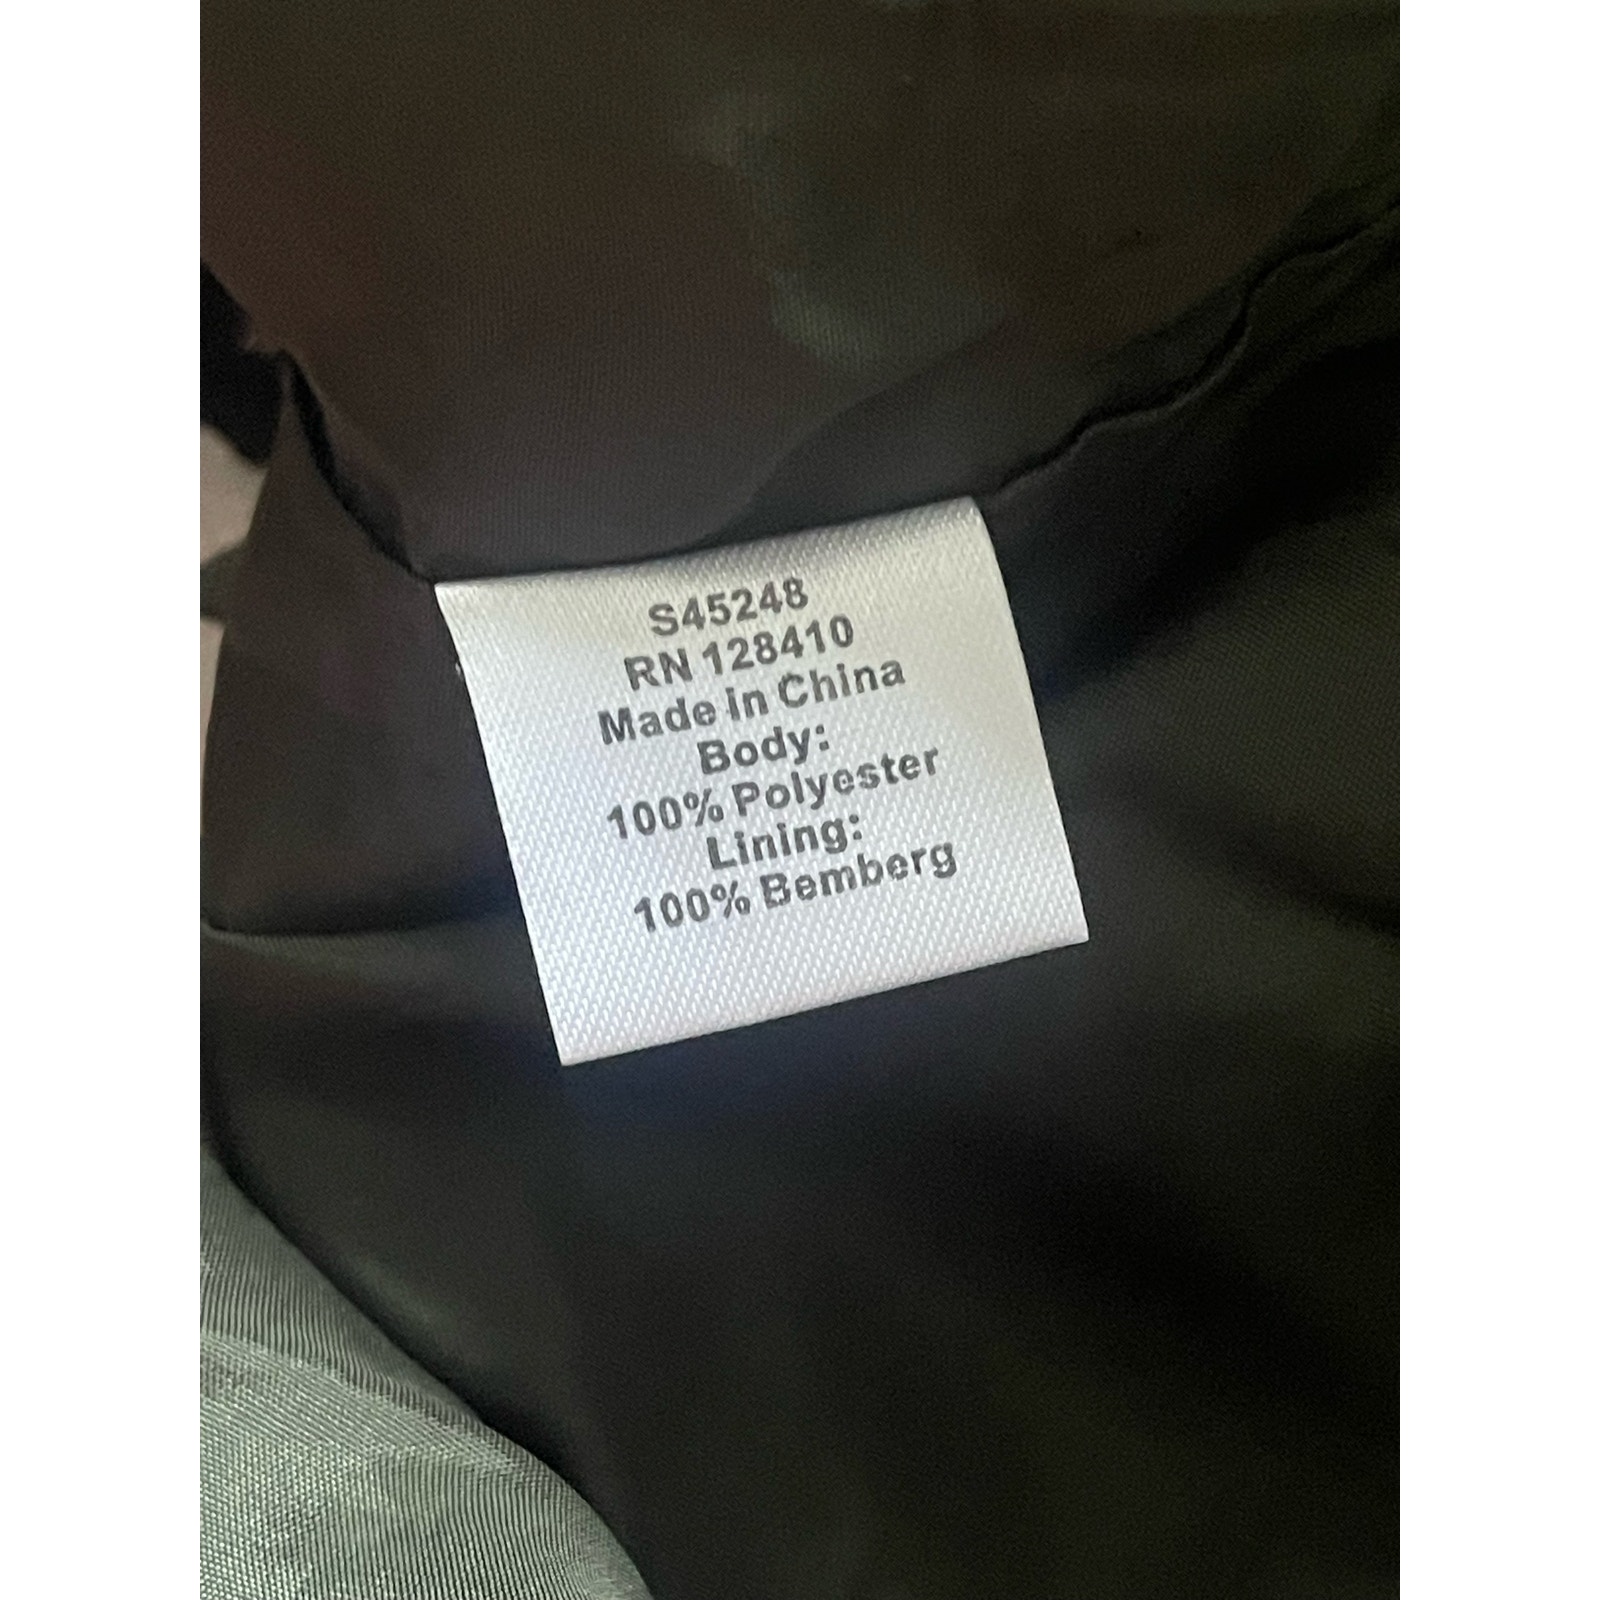 S45248
RN 128410
Made in China
Body:
100% Polyester
Lining:
100% Bemberg